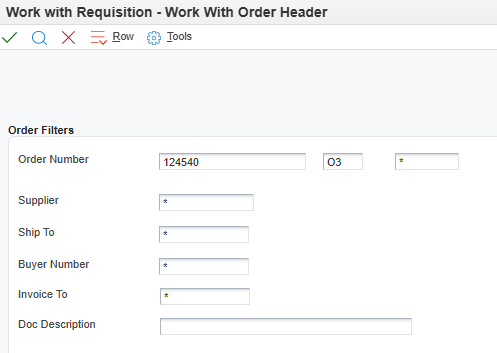 Work with Requisition - Work With Order Header
Row Tools
Order Filters
Order Number 124540 O3 *
Supplier *
Ship To *
Buyer Number *
Invoice To *
Doc Description